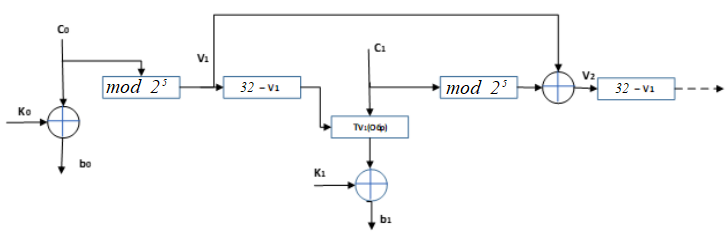 C0
C1
V1
V2
mod 2^5
32 – V1
mod 2^5
32 – V1
K0
TV1(Обр)
b0
K1
b1